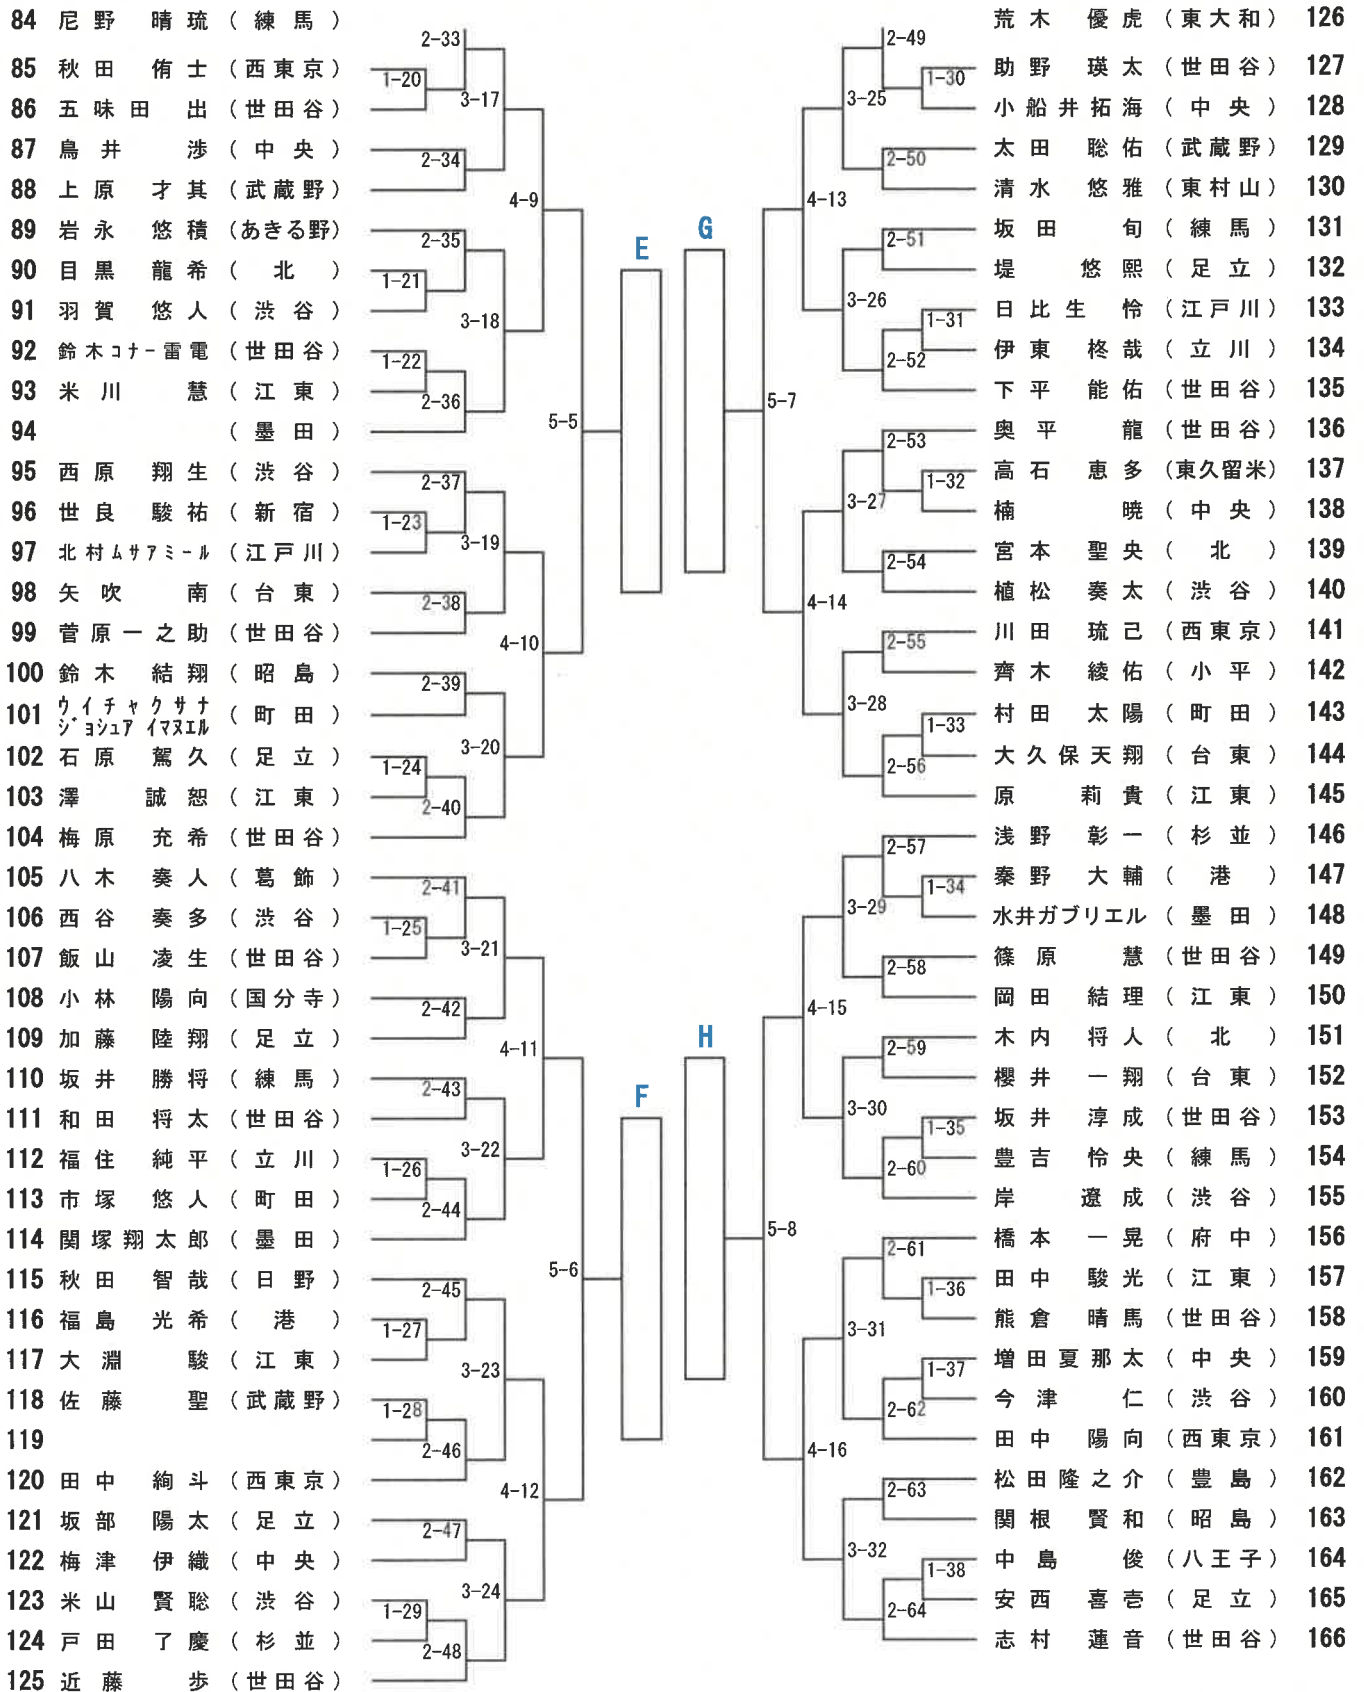 84 尼野 晴琉 (練馬)
85 秋田 侑士 (西東京)
86 五味田 出 (世田谷)
87 鳥井 渉 (中央)
88 上原 才其 (武蔵野)
89 岩永 悠積 (あきる野)
90 目黒 龍希 (北)
91 羽賀 悠人 (渋谷)
92 鈴木コナー雷電 (世田谷)
93 米川 慧 (江東)
94 (墨田)
95 西原 翔生 (渋谷)
96 世良 駿祐 (新宿)
97 北村ムサアミール (江戸川)
98 矢吹 南 (台東)
99 菅原一之助 (世田谷)
100 鈴木 結翔 (昭島)
101 ウイチャクサナ ジョシュア イマヌエル (町田)
102 石原 駕久 (足立)
103 澤 誠恕 (江東)
104 梅原 充希 (世田谷)
105 八木 奏人 (葛飾)
106 西谷 奏多 (渋谷)
107 飯山 凌生 (世田谷)
108 小林 陽向 (国分寺)
109 加藤 陸翔 (足立)
110 坂井 勝将 (練馬)
111 和田 将太 (世田谷)
112 福住 純平 (立川)
113 市塚 悠人 (町田)
114 関塚翔太郎 (墨田)
115 秋田 智哉 (日野)
116 福島 光希 (港)
117 大淵 駿 (江東)
118 佐藤 聖 (武蔵野)
119
120 田中 絢斗 (西東京)
121 坂部 陽太 (足立)
122 梅津 伊織 (中央)
123 米山 賢聡 (渋谷)
124 戸田 了慶 (杉並)
125 近藤 歩 (世田谷)
1-20
1-21
1-22
1-23
1-24
1-25
1-26
1-27
1-28
1-29
2-33
2-34
2-35
2-36
2-37
2-38
2-39
2-40
2-41
2-42
2-43
2-44
2-45
2-46
2-47
2-48
3-17
3-18
3-19
3-20
3-21
3-22
3-23
3-24
4-9
4-10
4-11
4-12
5-5
5-6
E
F
G
H
5-7
5-8
4-13
4-14
4-15
4-16
3-25
3-26
3-27
3-28
3-29
3-30
3-31
3-32
2-49
2-50
2-51
2-52
2-53
2-54
2-55
2-56
2-57
2-58
2-59
2-60
2-61
2-62
2-63
2-64
1-30
1-31
1-32
1-33
1-34
1-35
1-36
1-37
1-38
荒木 優虎 (東大和) 126
助野 瑛太 (世田谷) 127
小船井拓海 (中央) 128
太田 聡佑 (武蔵野) 129
清水 悠雅 (東村山) 130
坂田 旬 (練馬) 131
堤 悠熙 (足立) 132
日比生 怜 (江戸川) 133
伊東 柊哉 (立川) 134
下平 能佑 (世田谷) 135
奥平 龍 (世田谷) 136
高石 恵多 (東久留米) 137
楠 暁 (中央) 138
宮本 聖央 (北) 139
植松 奏太 (渋谷) 140
川田 琉己 (西東京) 141
齊木 綾佑 (小平) 142
村田 太陽 (町田) 143
大久保天翔 (台東) 144
原 莉貴 (江東) 145
浅野 彰一 (杉並) 146
秦野 大輔 (港) 147
水井ガブリエル (墨田) 148
篠原 慧 (世田谷) 149
岡田 結理 (江東) 150
木内 将人 (北) 151
櫻井 一翔 (台東) 152
坂井 淳成 (世田谷) 153
豊吉 怜央 (練馬) 154
岸 遼成 (渋谷) 155
橋本 一晃 (府中) 156
田中 駿光 (江東) 157
熊倉 晴馬 (世田谷) 158
増田夏那太 (中央) 159
今津 仁 (渋谷) 160
田中 陽向 (西東京) 161
松田隆之介 (豊島) 162
関根 賢和 (昭島) 163
中島 俊 (八王子) 164
安西 喜壱 (足立) 165
志村 蓮音 (世田谷) 166